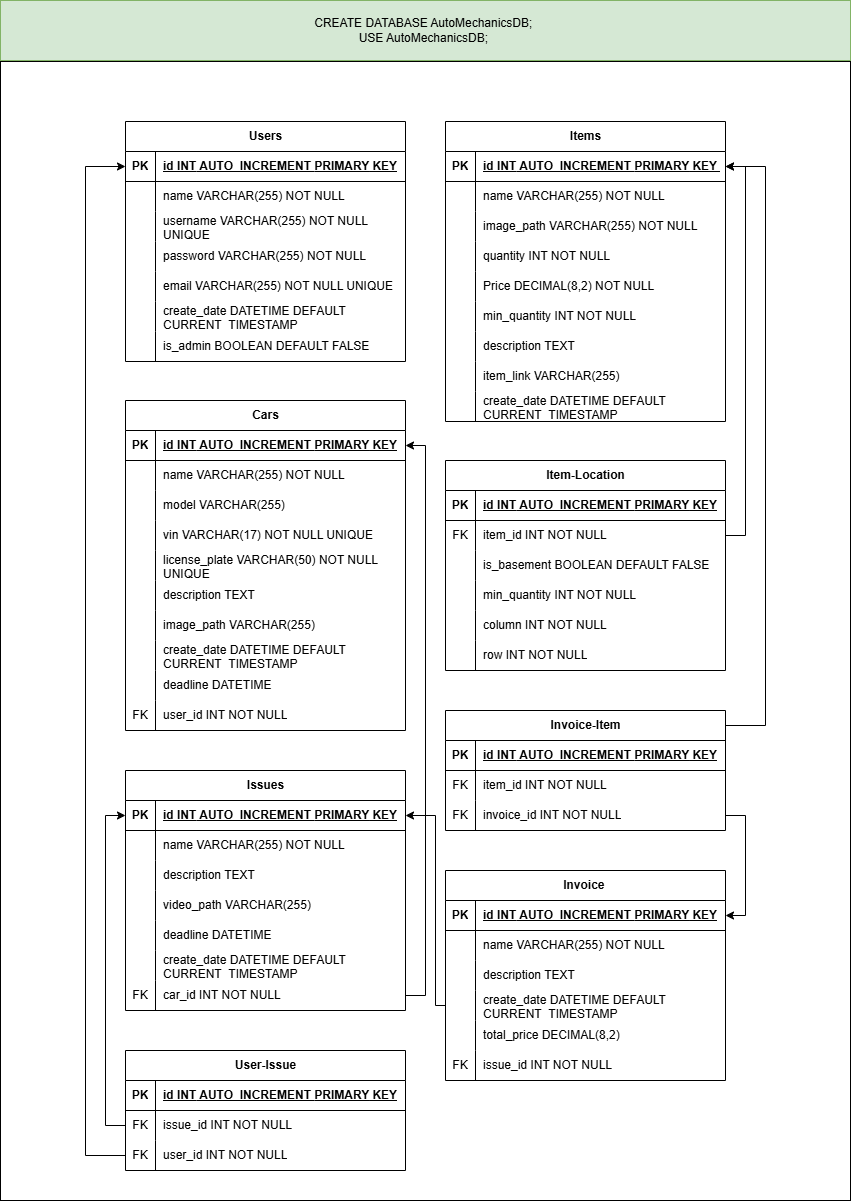 CREATE DATABASE AutoMechanicsDB;
USE AutoMechanicsDB;
Users
PK id INT AUTO_INCREMENT PRIMARY KEY
name VARCHAR(255) NOT NULL
username VARCHAR(255) NOT NULL
UNIQUE
password VARCHAR(255) NOT NULL
email VARCHAR(255) NOT NULL UNIQUE
create_date DATETIME DEFAULT
CURRENT_TIMESTAMP
is_admin BOOLEAN DEFAULT FALSE
Cars
PK id INT AUTO_INCREMENT PRIMARY KEY
name VARCHAR(255) NOT NULL
model VARCHAR(255)
vin VARCHAR(17) NOT NULL UNIQUE
license_plate VARCHAR(50) NOT NULL
UNIQUE
description TEXT
image_path VARCHAR(255)
create_date DATETIME DEFAULT
CURRENT_TIMESTAMP
deadline DATETIME
FK user_id INT NOT NULL
Issues
PK id INT AUTO_INCREMENT PRIMARY KEY
name VARCHAR(255) NOT NULL
description TEXT
video_path VARCHAR(255)
deadline DATETIME
create_date DATETIME DEFAULT
CURRENT_TIMESTAMP
FK car_id INT NOT NULL
User-Issue
PK id INT AUTO_INCREMENT PRIMARY KEY
FK issue_id INT NOT NULL
FK user_id INT NOT NULL
Items
PK id INT AUTO_INCREMENT PRIMARY KEY
name VARCHAR(255) NOT NULL
image_path VARCHAR(255) NOT NULL
quantity INT NOT NULL
Price DECIMAL(8,2) NOT NULL
min_quantity INT NOT NULL
description TEXT
item_link VARCHAR(255)
create_date DATETIME DEFAULT
CURRENT_TIMESTAMP
Item-Location
PK id INT AUTO_INCREMENT PRIMARY KEY
FK item_id INT NOT NULL
is_basement BOOLEAN DEFAULT FALSE
min_quantity INT NOT NULL
column INT NOT NULL
row INT NOT NULL
Invoice-Item
PK id INT AUTO_INCREMENT PRIMARY KEY
FK item_id INT NOT NULL
FK invoice_id INT NOT NULL
Invoice
PK id INT AUTO_INCREMENT PRIMARY KEY
name VARCHAR(255) NOT NULL
description TEXT
create_date DATETIME DEFAULT
CURRENT_TIMESTAMP
total_price DECIMAL(8,2)
FK issue_id INT NOT NULL